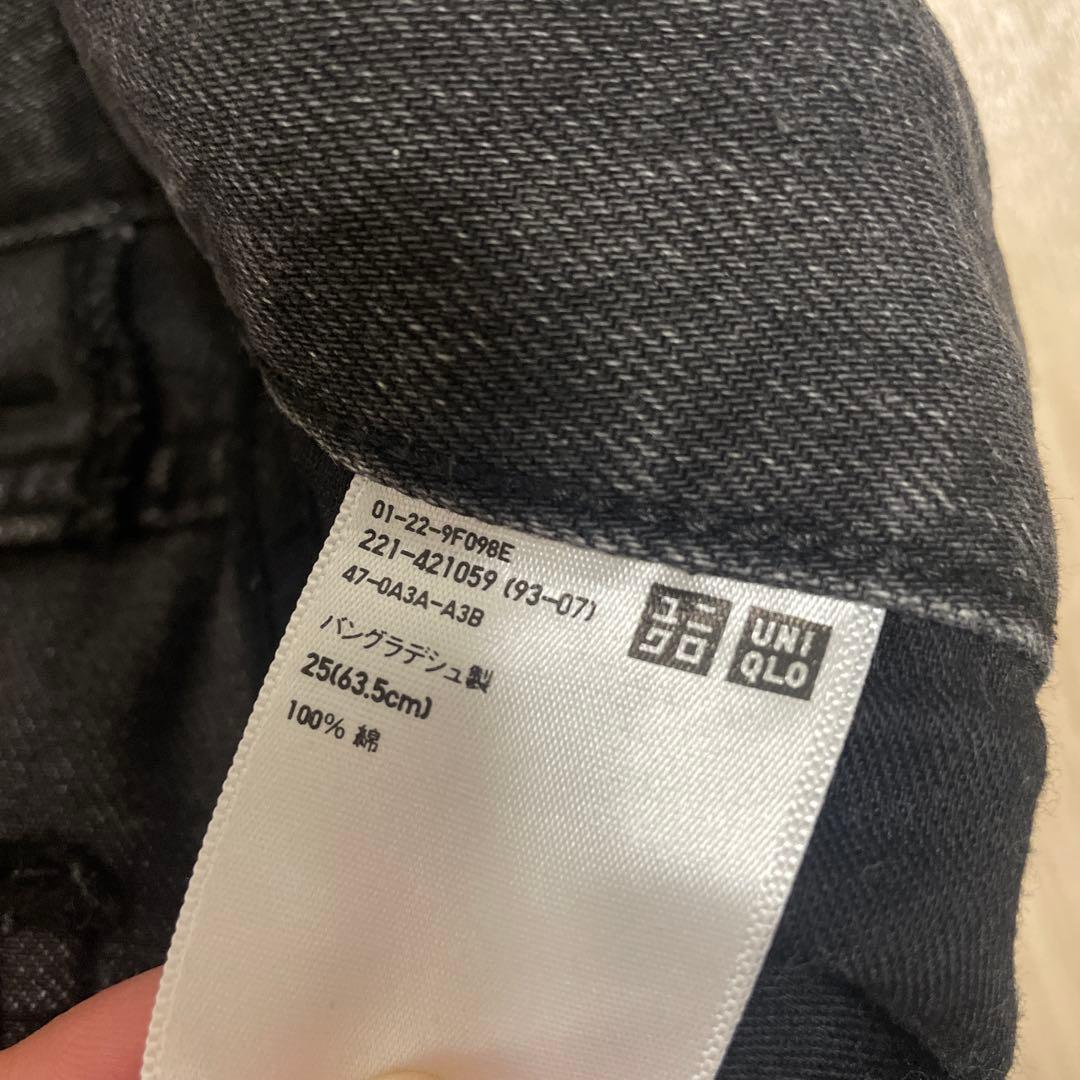 01-22-9F098E
221-421059 (93-07)
47-0A3A-A3B
バングラデシュ製
25(63.5cm)
100% 綿
ユニ
クロ
UNI
QLO